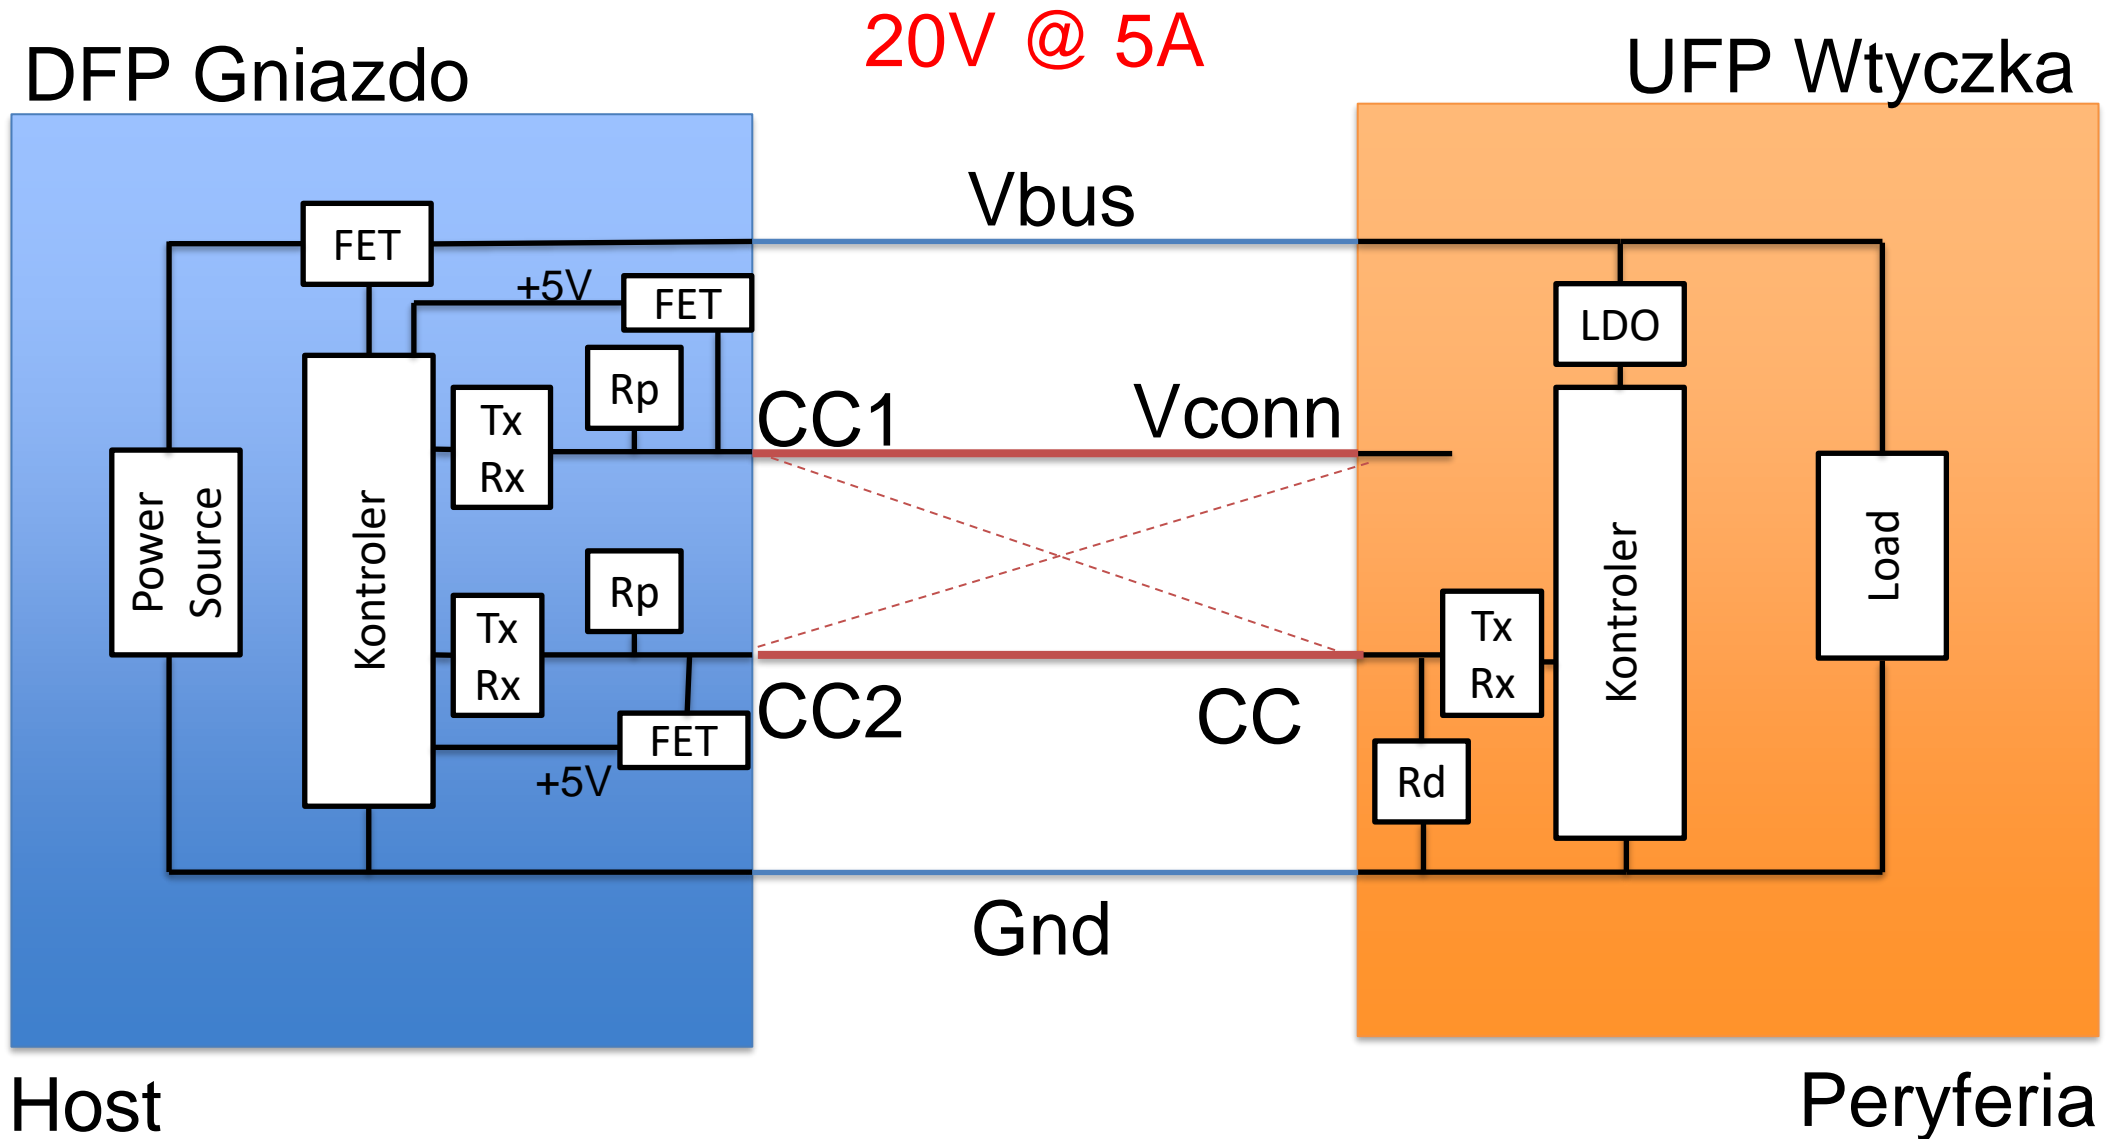 20V @ 5A
DFP Gniazdo
UFP Wtyczka
Vbus
FET
+5V
FET
LDO
Rp
Tx
Rx
CC1
Vconn
Power
Source
Kontroler
Kontroler
Load
Rp
Tx
Rx
Tx
Rx
CC2
CC
FET
+5V
Rd
Gnd
Host
Peryferia